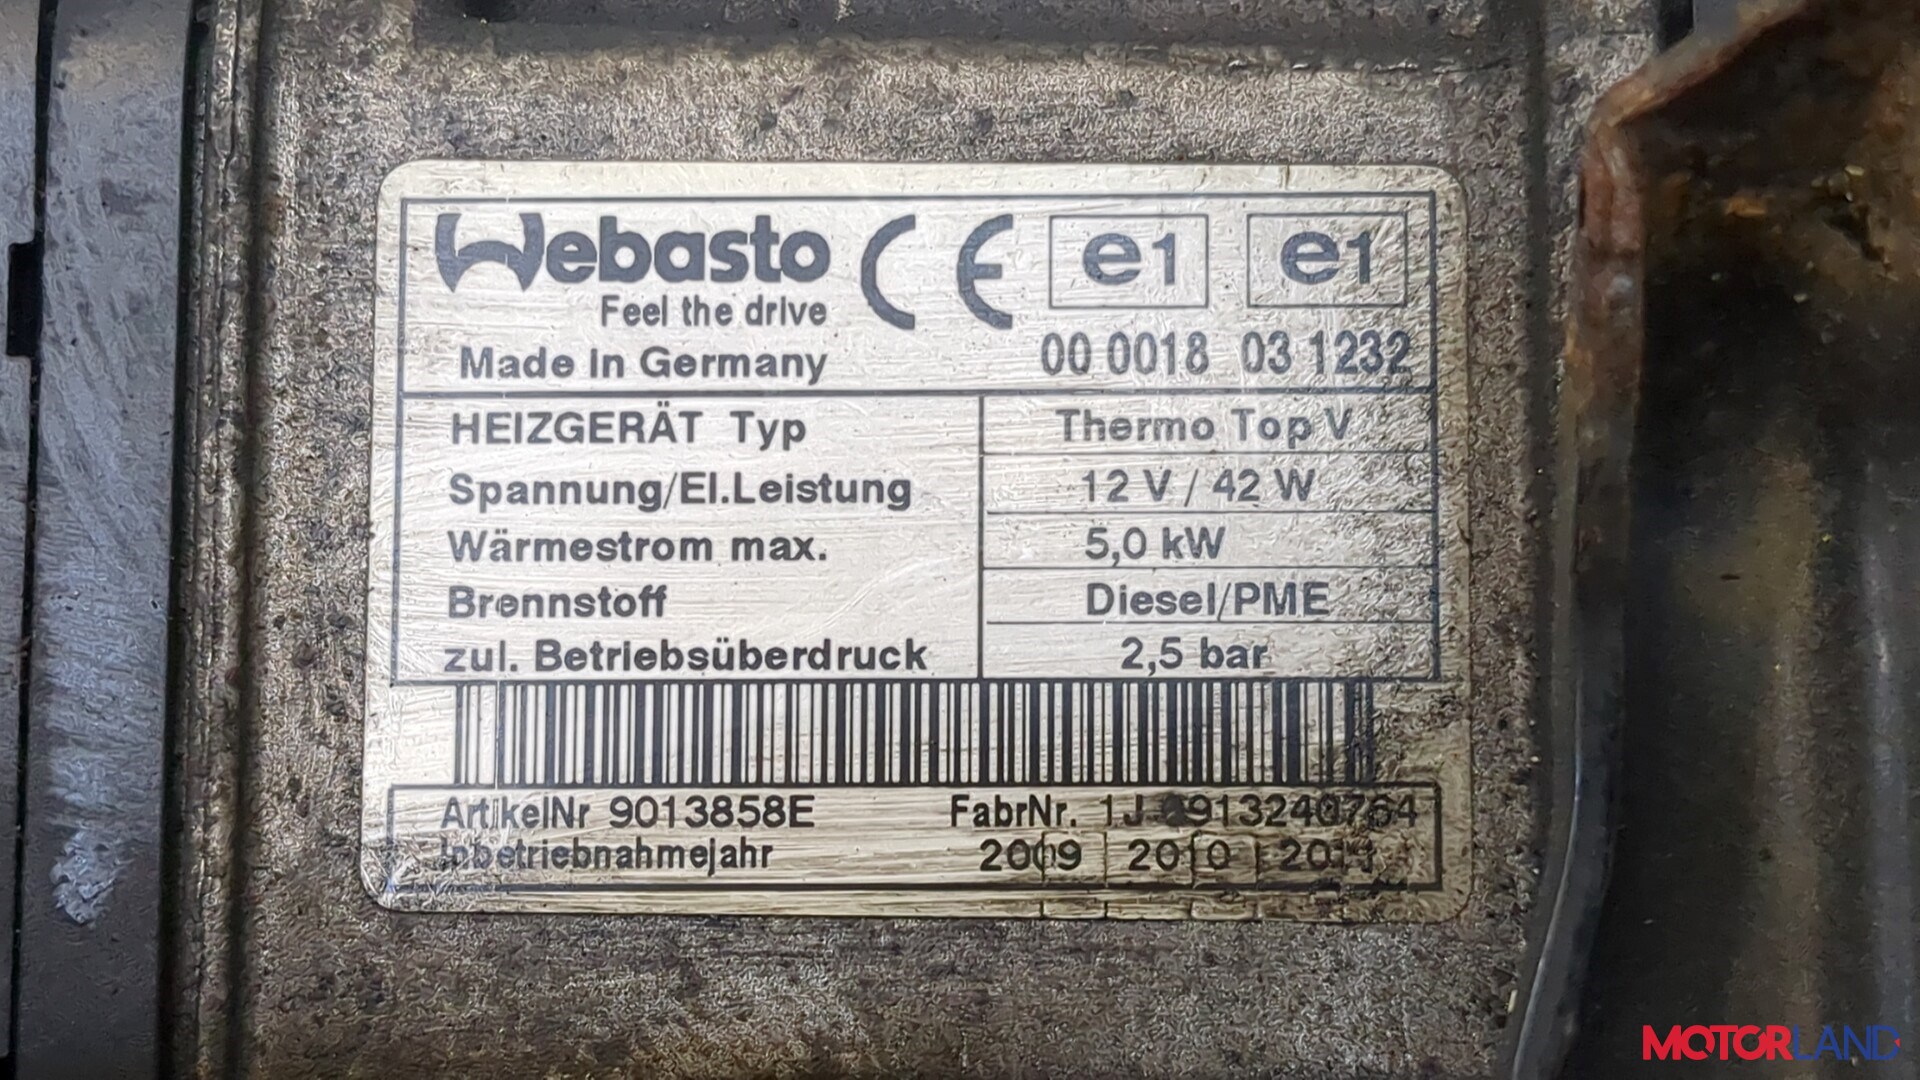 Webasto
Feel the drive
Made In Germany
CE
e1 e1
00 0018 03 1232
HEIZGERÄT Typ Thermo Top V
Spannung/El.Leistung 12 V / 42 W
Wärmestrom max. 5,0 kW
Brennstoff Diesel/PME
zul. Betriebsüberdruck 2,5 bar
ArtikelNr 9013858E FabrNr.
Inbetriebnahmejahr 2009 2010 2011
MOTORLAND